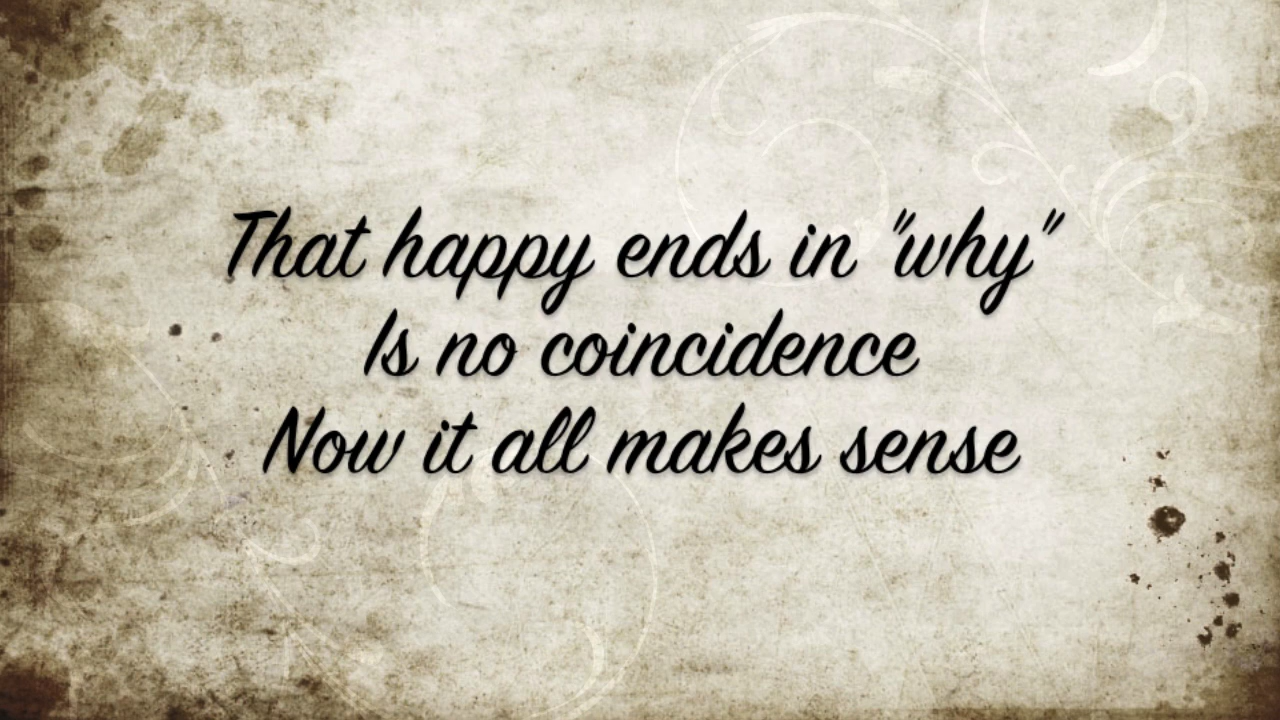 That happy ends in "why"
Is no coincidence
Now it all makes sense